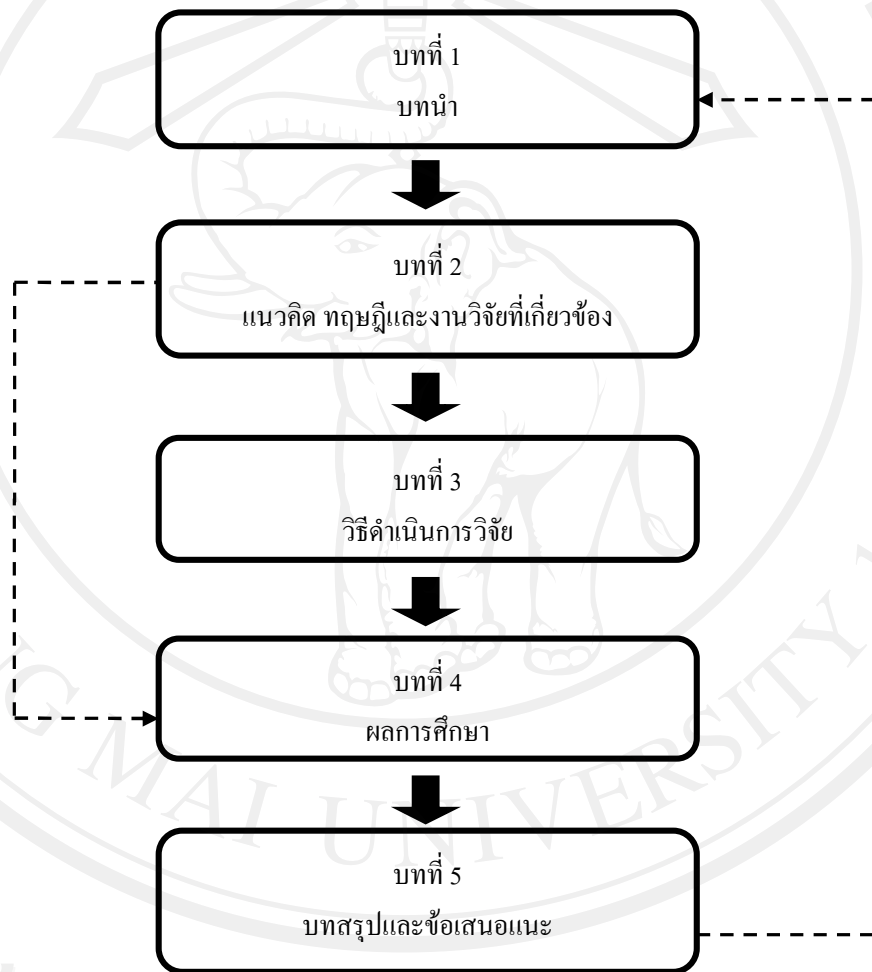 บทที่ 1
บทนำ
บทที่ 2
แนวคิด ทฤษฎีและงานวิจัยที่เกี่ยวข้อง
บทที่ 3
วิธีดำเนินการวิจัย
บทที่ 4
ผลการศึกษา
บทที่ 5
บทสรุปและข้อเสนอแนะ
NG MAI UNIVERSITY